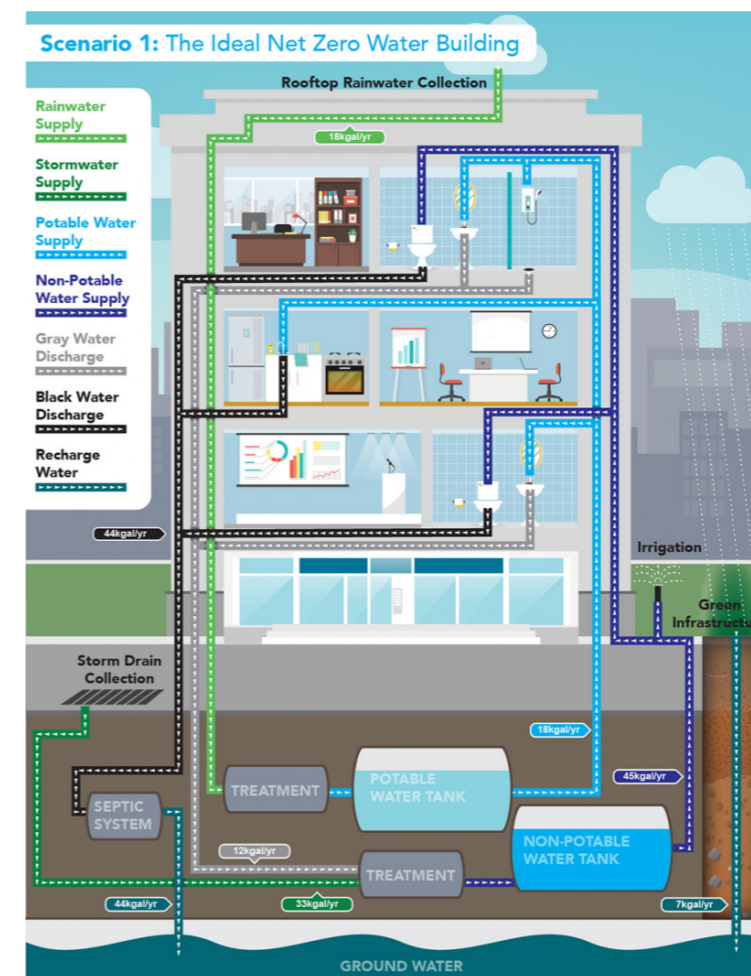 Scenario 1: The Ideal Net Zero Water Building
Rooftop Rainwater Collection
18kgal/yr
Rainwater
Supply
Stormwater
Supply
Potable Water
Supply
Non-Potable
Water Supply
Gray Water
Discharge
Black Water
Discharge
Recharge
Water
44kgal/yr
Irrigation
Green
Infrastructu
Storm Drain
Collection
18kgal/yr
45kgal/yr
TREATMENT
POTABLE
WATER TANK
SEPTIC
SYSTEM
NON-POTABLE
WATER TANK
12kgal/yr
TREATMENT
44kgal/yr
33kgal/yr
7kgal/yr
GROUND WATER